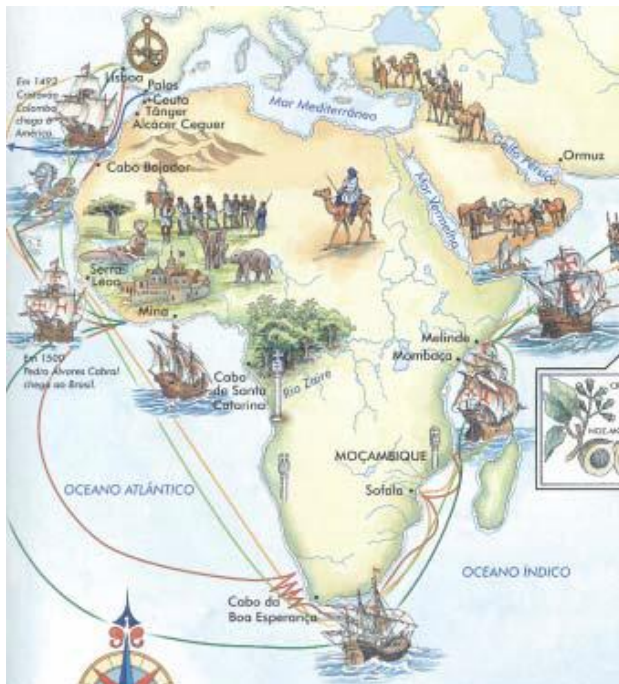 Lisboa
Em 1492
Cristóvão
Colombo
chega à
América.
Palos
Ceuta
Tânger
Alcácer Ceguer
Mar Mediterrâneo
Golfo Pérsico
Ormuz
Cabo Bojador
Mar Vermelho
Serra
Leoa
Mina
Em 1500
Pedro Álvares Cabral
chega ao Brasil.
Cabo
de Santa
Catarina
Rio Zaire
Melinde
Mombaça
MOÇAMBIQUE
Sofala
OCEANO ATLÂNTICO
OCEANO ÍNDICO
Cabo da
Boa Esperança